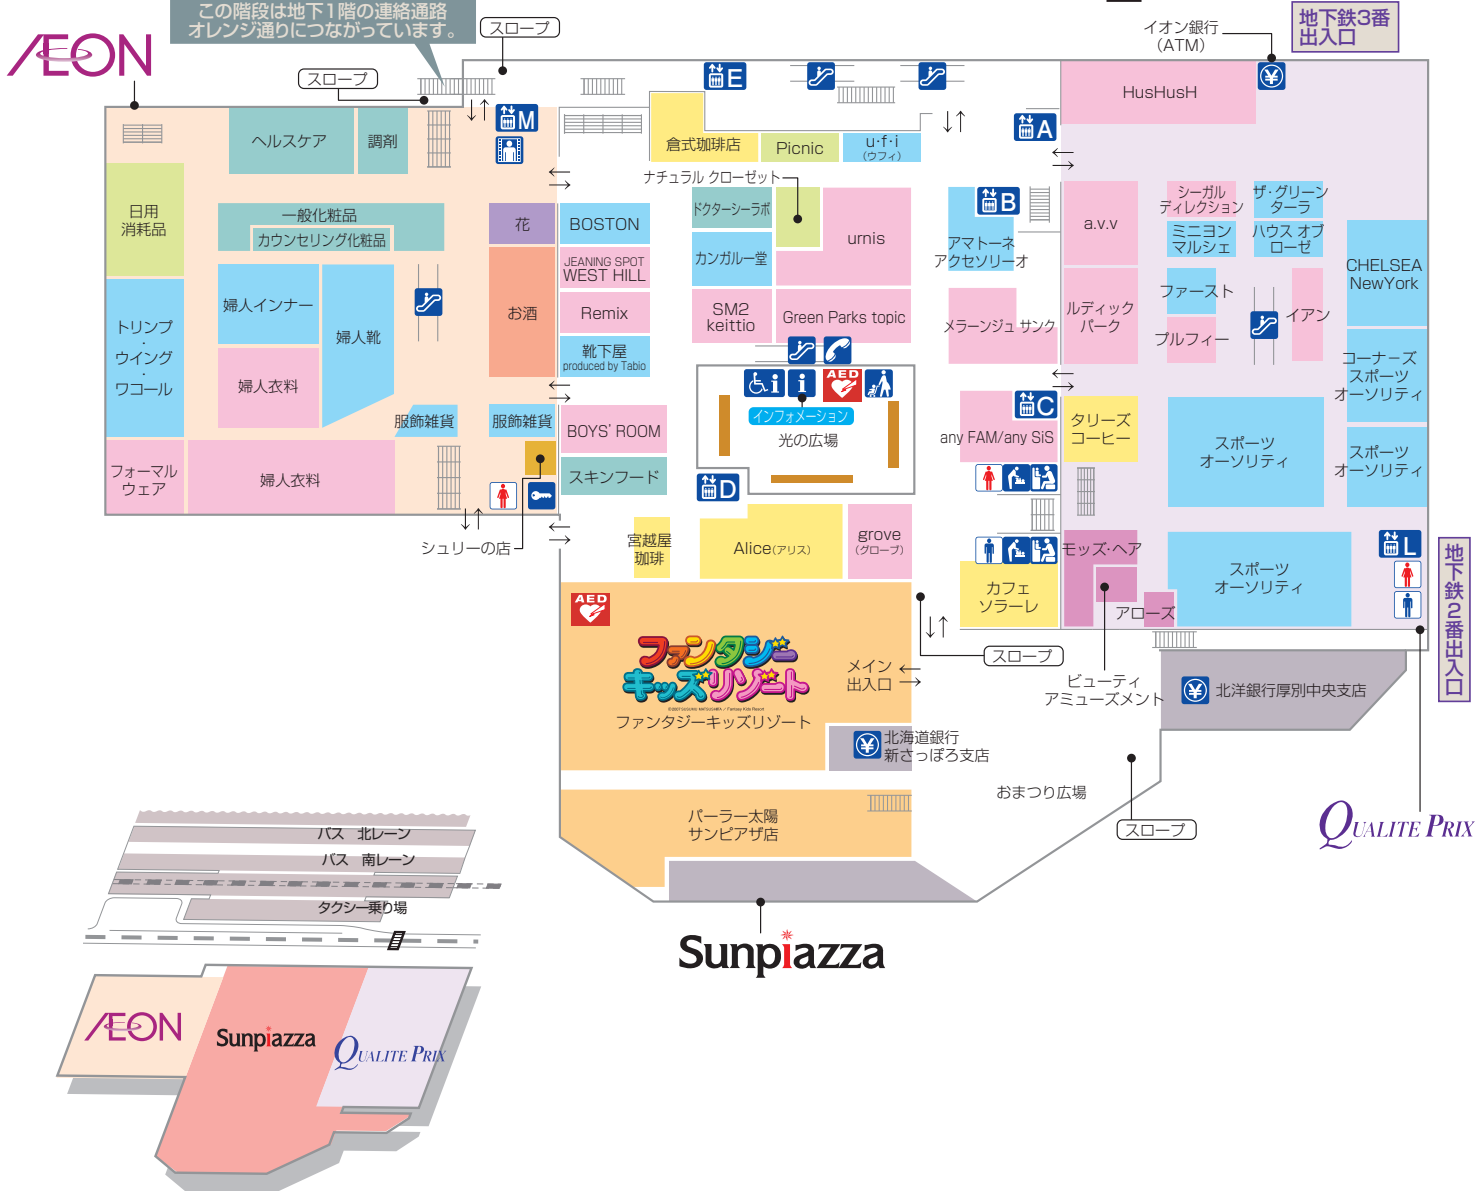 この階段は地下1階の連絡通路
オレンジ通りにつながっています。
スロープ
イオン銀行
(ATM)
地下鉄3番
出入口
ÆON
スロープ
E
HusHusH
ヘルスケア
調剤
M
A
倉式珈琲店
Picnic
u·f·i
(ウフィ)
日用
消耗品
一般化粧品
カウンセリング化粧品
花
BOSTON
ナチュラル クローゼット
ドクターシーラボ
カンガルー堂
urnis
B
アマトーネ
アクセソリーオ
a.v.v
シーガル
ディレクション
ザ・グリーン
ターラ
ミニヨン
マルシェ
ハウス オブ
ローゼ
JEANING SPOT
WEST HILL
CHELSEA
NewYork
トリンプ
・
ウイング
・
ワコール
婦人インナー
婦人靴
お酒
Remix
SM2
keittio
Green Parks topic
メラーンジュ サンク
ルディック
パーク
ファースト
プルフィー
イアン
婦人衣料
靴下屋
produced by Tabio
コーナーズ
スポーツ
オーソリティ
インフォメーション
光の広場
AED
服飾雑貨
服飾雑貨
BOYS' ROOM
C
any FAM/any SiS
タリーズ
コーヒー
スポーツ
オーソリティ
スポーツ
オーソリティ
フォーマル
ウェア
婦人衣料
スキンフード
D
シュリーの店
宮越屋
珈琲
Alice(アリス)
grove
(グローブ)
モッズ・ヘア
L
地下鉄2番出入口
カフェ
ソラーレ
アローズ
スポーツ
オーソリティ
AED
ファンタジー
キッズリゾート
ファンタジーキッズリゾート
メイン
出入口
スロープ
ビューティ
アミューズメント
北洋銀行厚別中央支店
北海道銀行
新さっぽろ支店
おまつり広場
スロープ
QUALITE PRIX
パーラー太陽
サンピアザ店
Sunpiazza
バス 北レーン
バス 南レーン
タクシー乗り場
ÆON
Sunpiazza
QUALITE PRIX